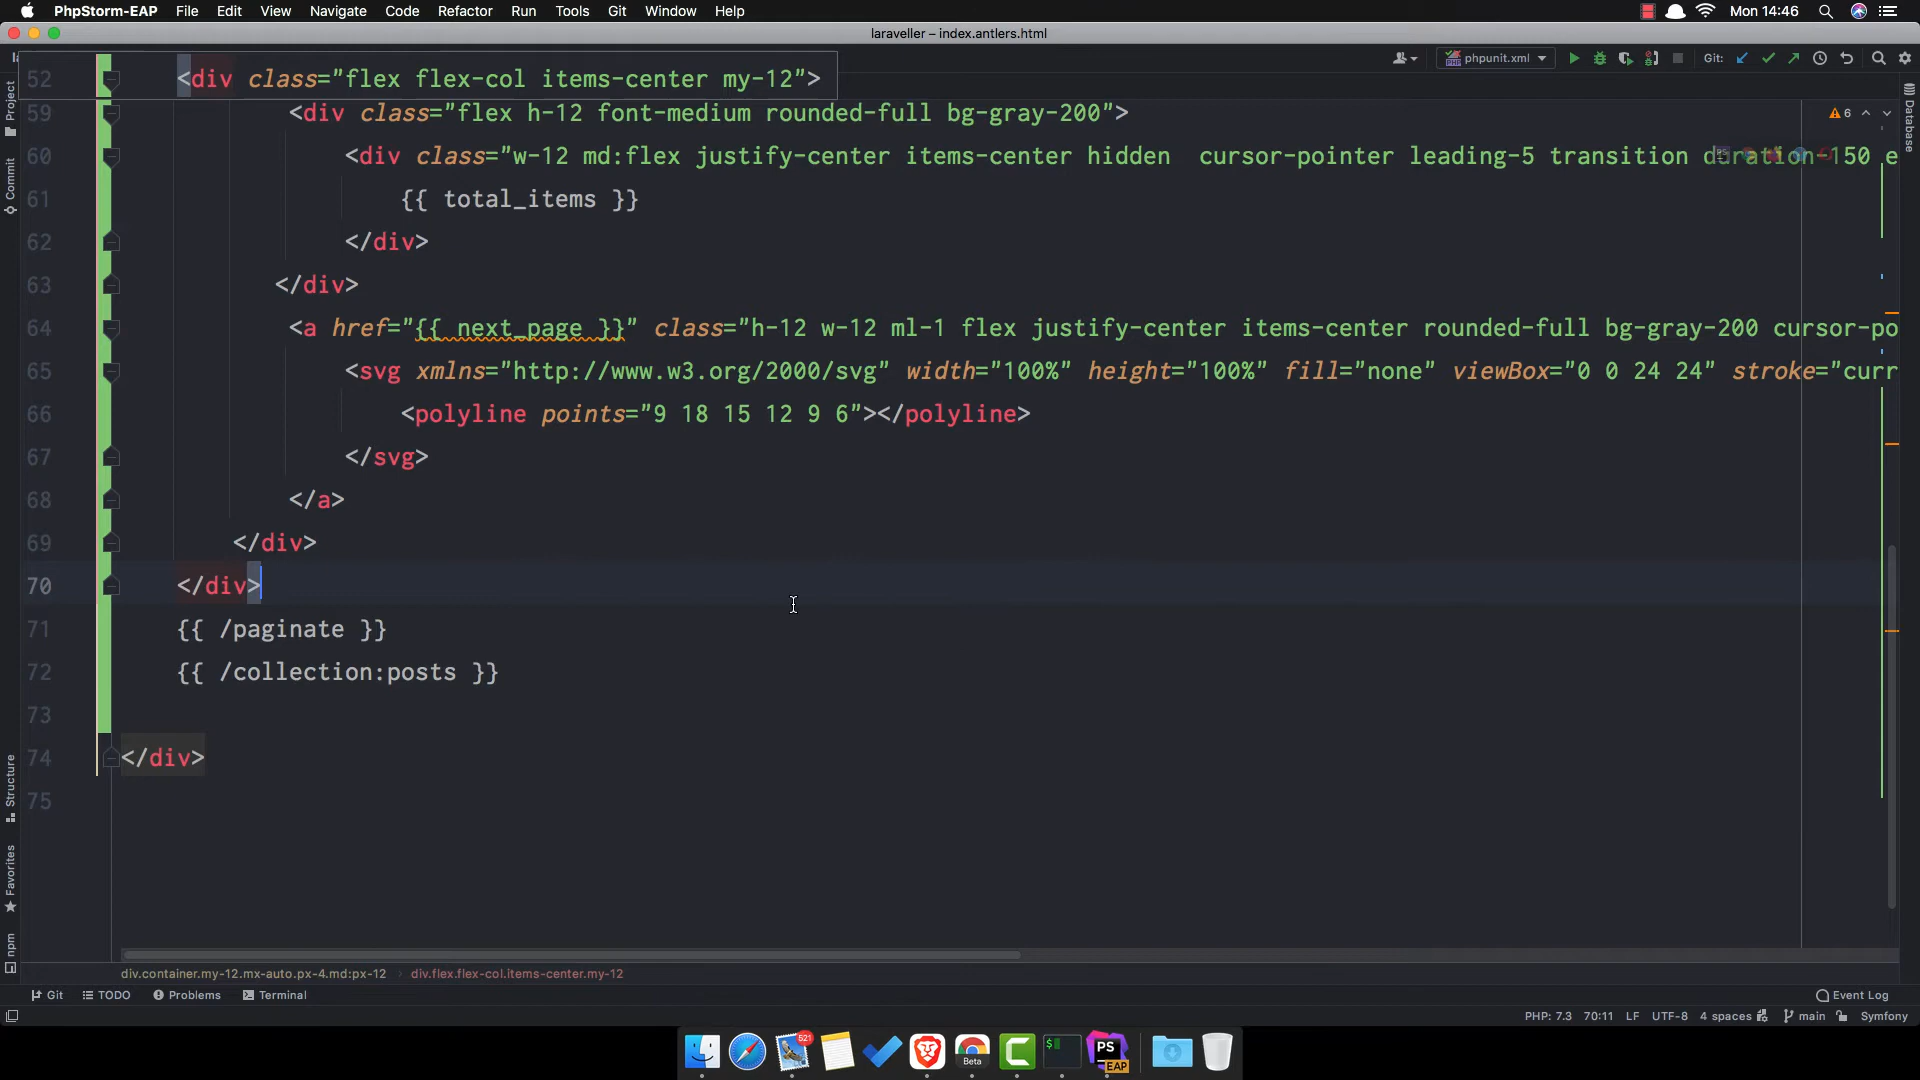 PhpStorm-EAP File Edit View Navigate Code Refactor Run Tools Git Window Help Mon 14:46
laraveller – index.antlers.html
phpunit.xml Git:
52 <div class="flex flex-col items-center my-12">
59 <div class="flex h-12 font-medium rounded-full bg-gray-200">
6
60 <div class="w-12 md:flex justify-center items-center hidden  cursor-pointer leading-5 transition duration-150 e
61 {{ total_items }}
62 </div>
63 </div>
64 <a href="{{ next_page }}" class="h-12 w-12 ml-1 flex justify-center items-center rounded-full bg-gray-200 cursor-po
65 <svg xmlns="http://www.w3.org/2000/svg" width="100%" height="100%" fill="none" viewBox="0 0 24 24" stroke="curr
66 <polyline points="9 18 15 12 9 6"></polyline>
67 </svg>
68 </a>
69 </div>
70 </div>
71 {{ /paginate }}
72 {{ /collection:posts }}
73
74 </div>
75
Project
Commit
Structure
Favorites
npm
Database
div.container.my-12.mx-auto.px-4.md:px-12 › div.flex.flex-col.items-center.my-12
Git TODO Problems Terminal Event Log
PHP: 7.3 70:11 LF UTF-8 4 spaces main Symfony
521
Beta
$
PS
EAP